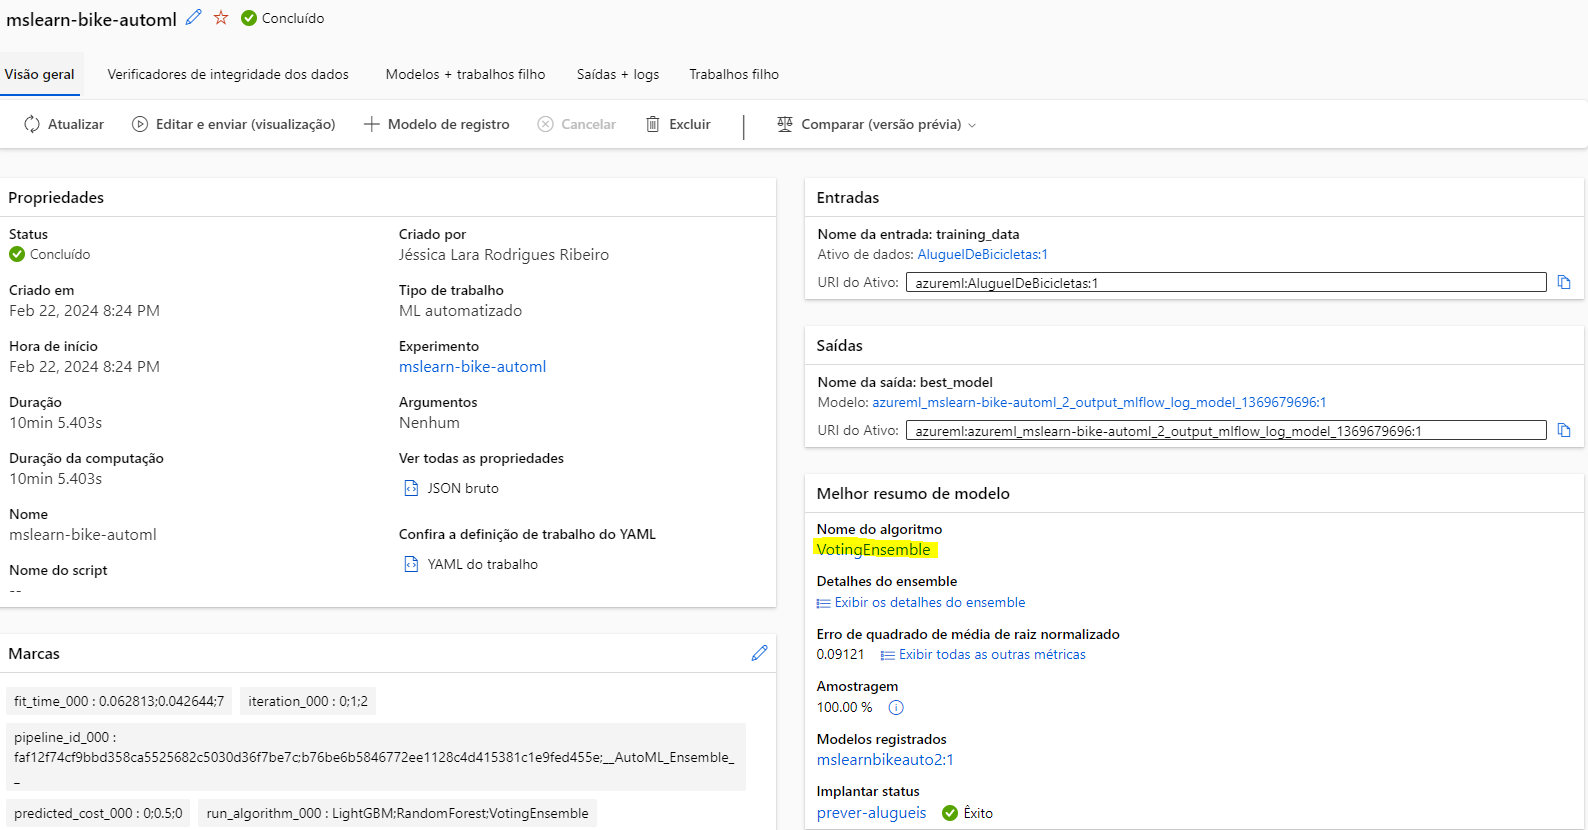 mslearn-bike-automl Concluído
Visão geral Verificadores de integridade dos dados Modelos + trabalhos filho Saídas + logs Trabalhos filho
Atualizar Editar e enviar (visualização) Modelo de registro Cancelar Excluir Comparar (versão prévia)
Propriedades
Status
Concluído
Criado em
Feb 22, 2024 8:24 PM
Hora de início
Feb 22, 2024 8:24 PM
Duração
10min 5.403s
Duração da computação
10min 5.403s
Nome
mslearn-bike-automl
Nome do script
--
Criado por
Jéssica Lara Rodrigues Ribeiro
Tipo de trabalho
ML automatizado
Experimento
mslearn-bike-automl
Argumentos
Nenhum
Ver todas as propriedades
JSON bruto
Confira a definição de trabalho do YAML
YAML do trabalho
Marcas
fit_time_000 : 0.062813;0.042644;7 iteration_000 : 0;1;2
pipeline_id_000 :
faf12f74cf9bbd358ca5525682c5030d36f7be7c;b76be6b5846772ee1128c4d415381c1e9fed455e;__AutoML_Ensemble_
_
predicted_cost_000 : 0;0.5;0 run_algorithm_000 : LightGBM;RandomForest;VotingEnsemble
Entradas
Nome da entrada: training_data
Ativo de dados: AluguelDeBicicletas:1
URI do Ativo: azureml:AluguelDeBicicletas:1
Saídas
Nome da saída: best_model
Modelo: azureml_mslearn-bike-automl_2_output_mlflow_log_model_1369679696:1
URI do Ativo: azureml:azureml_mslearn-bike-automl_2_output_mlflow_log_model_1369679696:1
Melhor resumo de modelo
Nome do algoritmo
VotingEnsemble
Detalhes do ensemble
Exibir os detalhes do ensemble
Erro de quadrado de média de raiz normalizado
0.09121 Exibir todas as outras métricas
Amostragem
100.00 %
Modelos registrados
mslearnbikeauto2:1
Implantar status
prever-alugueis Êxito